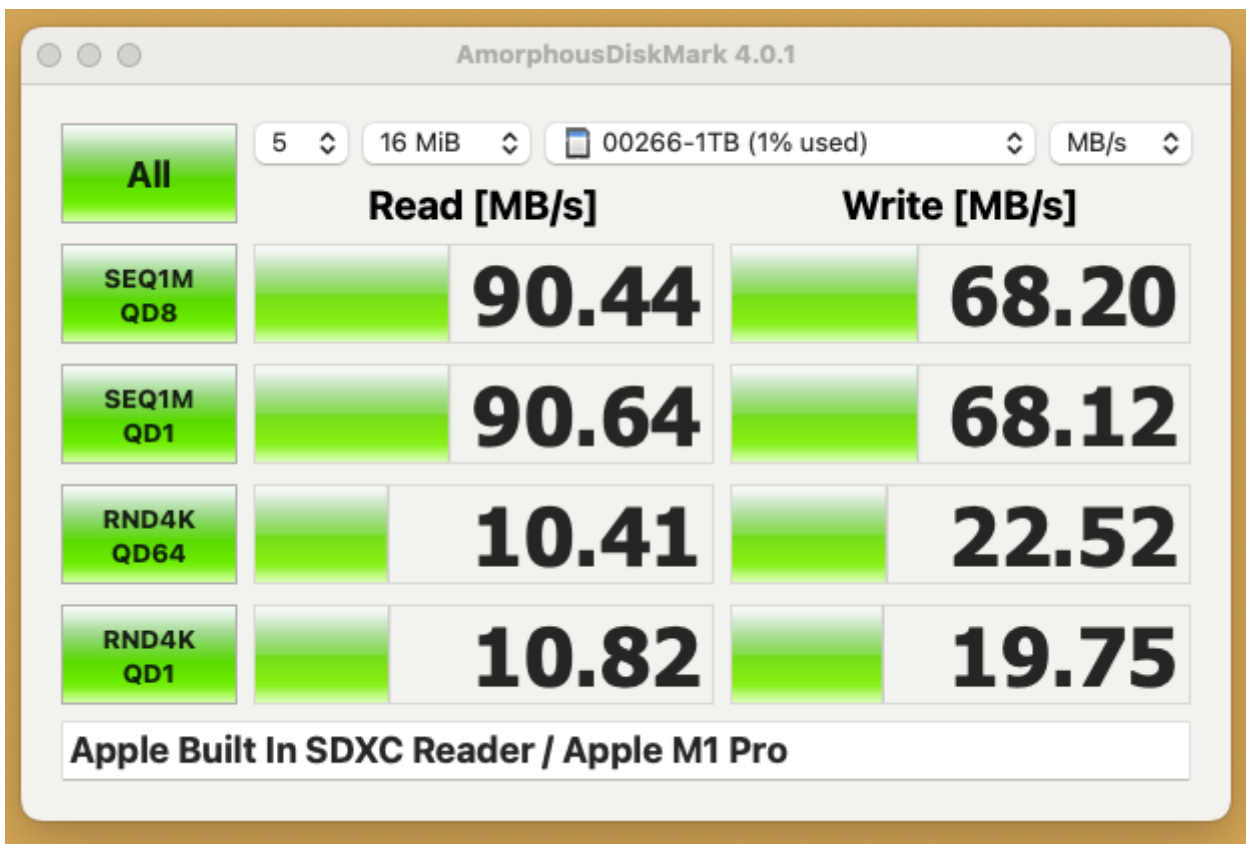 AmorphousDiskMark 4.0.1
All
5 16 MiB 00266-1TB (1% used) MB/s
Read [MB/s] Write [MB/s]
SEQ1M
QD8
90.44 68.20
SEQ1M
QD1
90.64 68.12
RND4K
QD64
10.41 22.52
RND4K
QD1
10.82 19.75
Apple Built In SDXC Reader / Apple M1 Pro